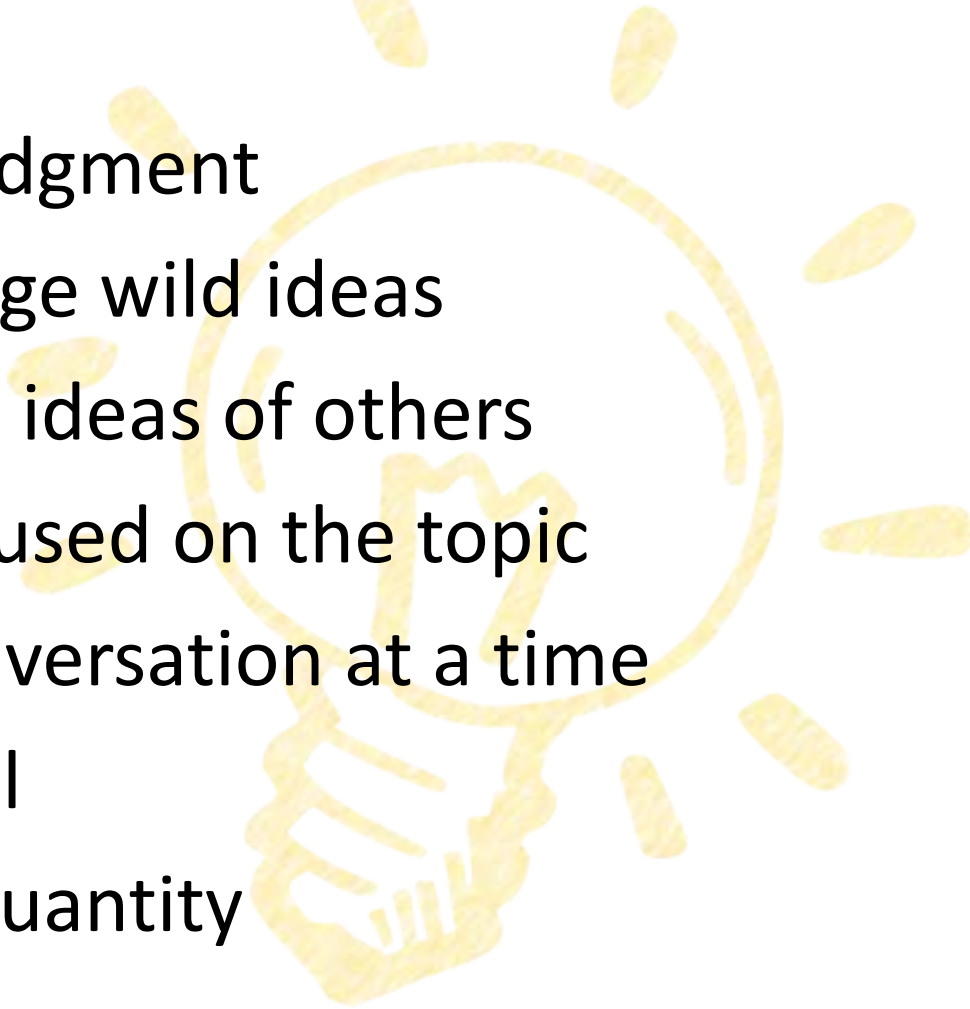 dgment
ge wild ideas
ideas of others
used on the topic
versation at a time
l
uantity